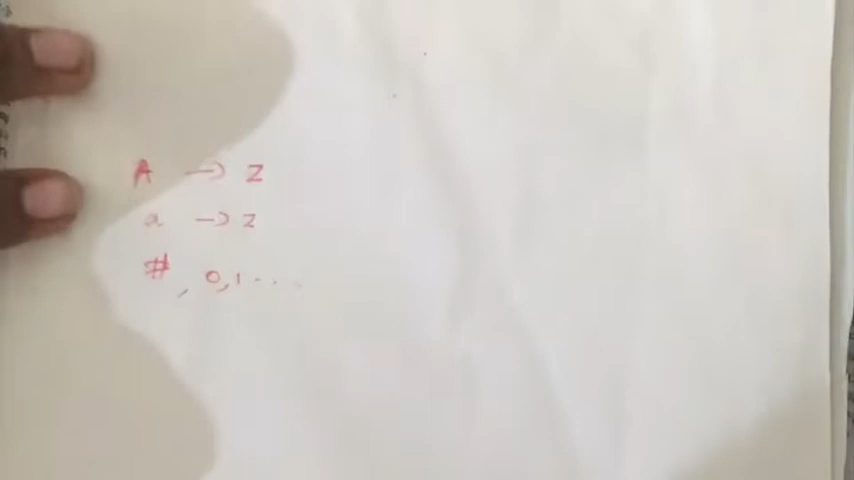 A → Z
a → z
#, 0,1 ...